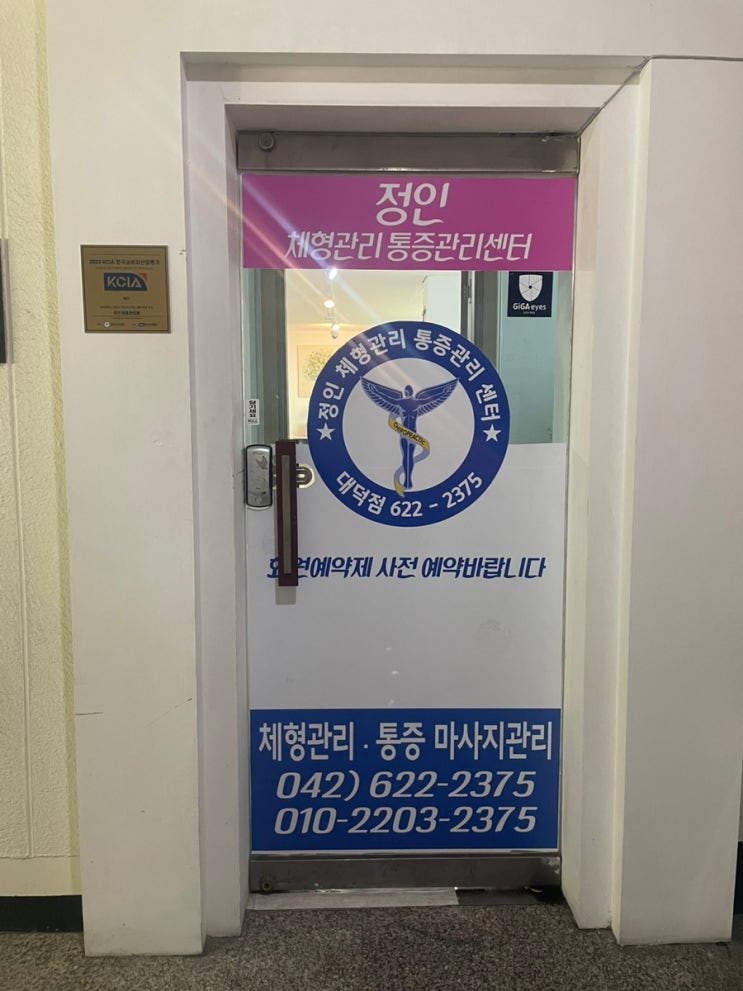 정인
체형관리 통증관리센터
KCIA
GiGA eyes
정인 체형관리 통증관리 센터
CHIROPRACTIC
대덕점 622 - 2375
예약제 사전 예약바랍니다
체형관리 . 통증 마사지관리
042) 622-2375
010-2203-2375